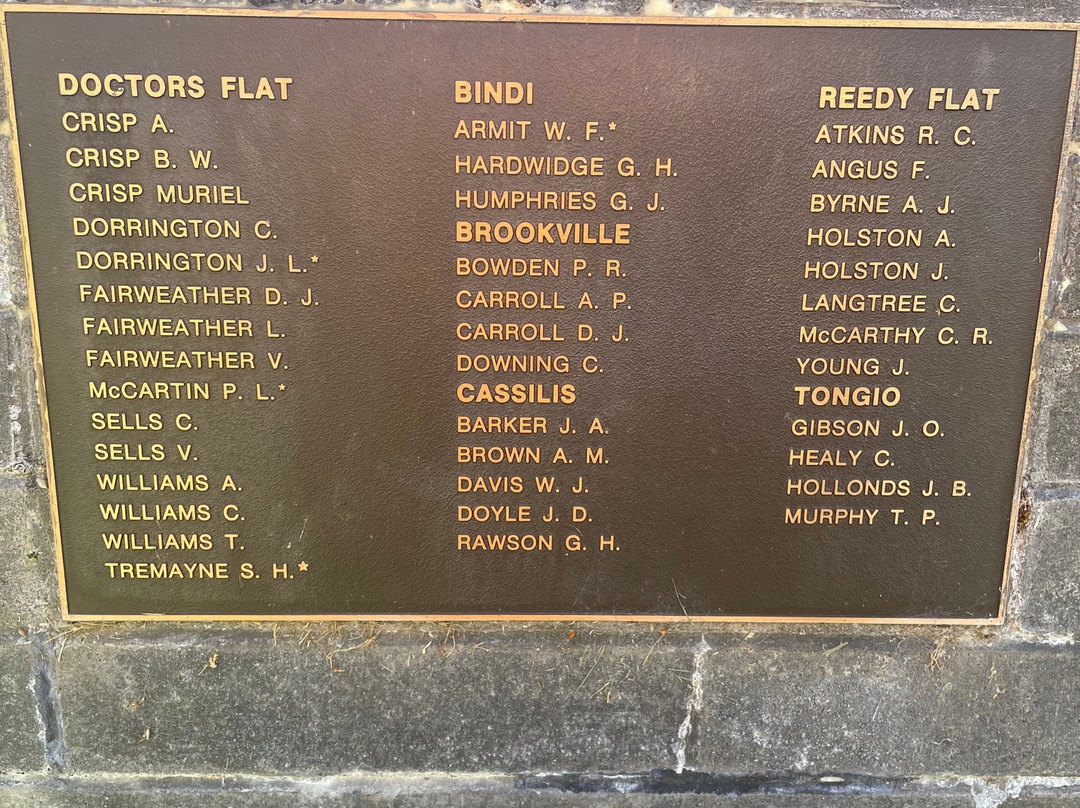 DOCTORS FLAT
CRISP A.
CRISP B. W.
CRISP MURIEL
DORRINGTON C.
DORRINGTON J. L.*
FAIRWEATHER D. J.
FAIRWEATHER L.
FAIRWEATHER V.
McCARTIN P. L.*
SELLS C.
SELLS V.
WILLIAMS A.
WILLIAMS C.
WILLIAMS T.
TREMAYNE S. H.*
BINDI
ARMIT W. F.*
HARDWIDGE G. H.
HUMPHRIES G. J.
BROOKVILLE
BOWDEN P. R.
CARROLL A. P.
CARROLL D. J.
DOWNING C.
CASSILIS
BARKER J. A.
BROWN A. M.
DAVIS W. J.
DOYLE J. D.
RAWSON G. H.
REEDY FLAT
ATKINS R. C.
ANGUS F.
BYRNE A. J.
HOLSTON A.
HOLSTON J.
LANGTREE C.
McCARTHY C. R.
YOUNG J.
TONGIO
GIBSON J. O.
HEALY C.
HOLLONDS J. B.
MURPHY T. P.